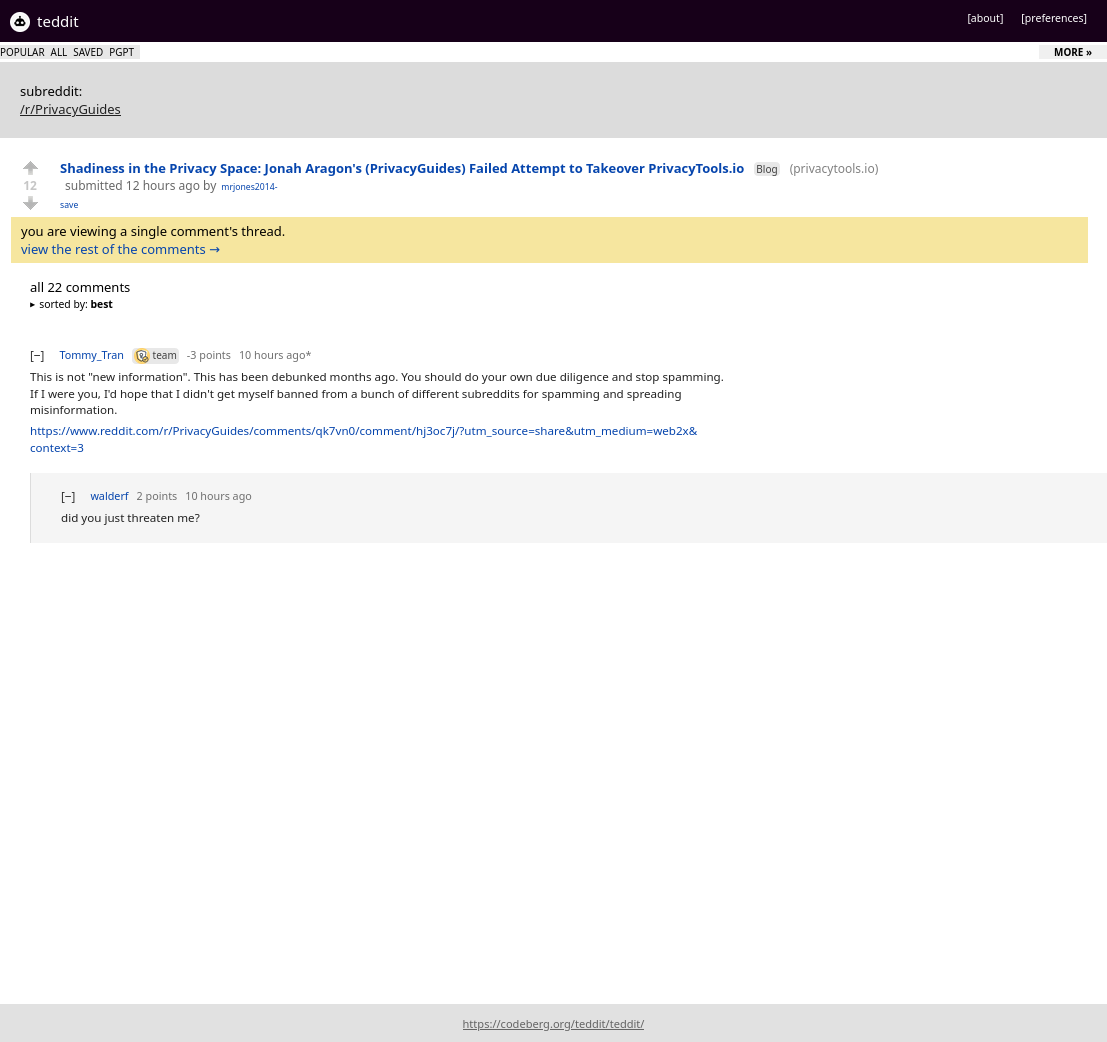 teddit
[about] [preferences]
POPULAR ALL SAVED PGPT
MORE »
subreddit:
/r/PrivacyGuides
Shadiness in the Privacy Space: Jonah Aragon's (PrivacyGuides) Failed Attempt to Takeover PrivacyTools.io Blog (privacytools.io)
12
submitted 12 hours ago by mrjones2014-
save
you are viewing a single comment's thread.
view the rest of the comments →
all 22 comments
▸ sorted by: best
[−] Tommy_Tran team -3 points 10 hours ago*
This is not "new information". This has been debunked months ago. You should do your own due diligence and stop spamming.
If I were you, I'd hope that I didn't get myself banned from a bunch of different subreddits for spamming and spreading
misinformation.
https://www.reddit.com/r/PrivacyGuides/comments/qk7vn0/comment/hj3oc7j/?utm_source=share&utm_medium=web2x&
context=3
[−] walderf 2 points 10 hours ago
did you just threaten me?
https://codeberg.org/teddit/teddit/